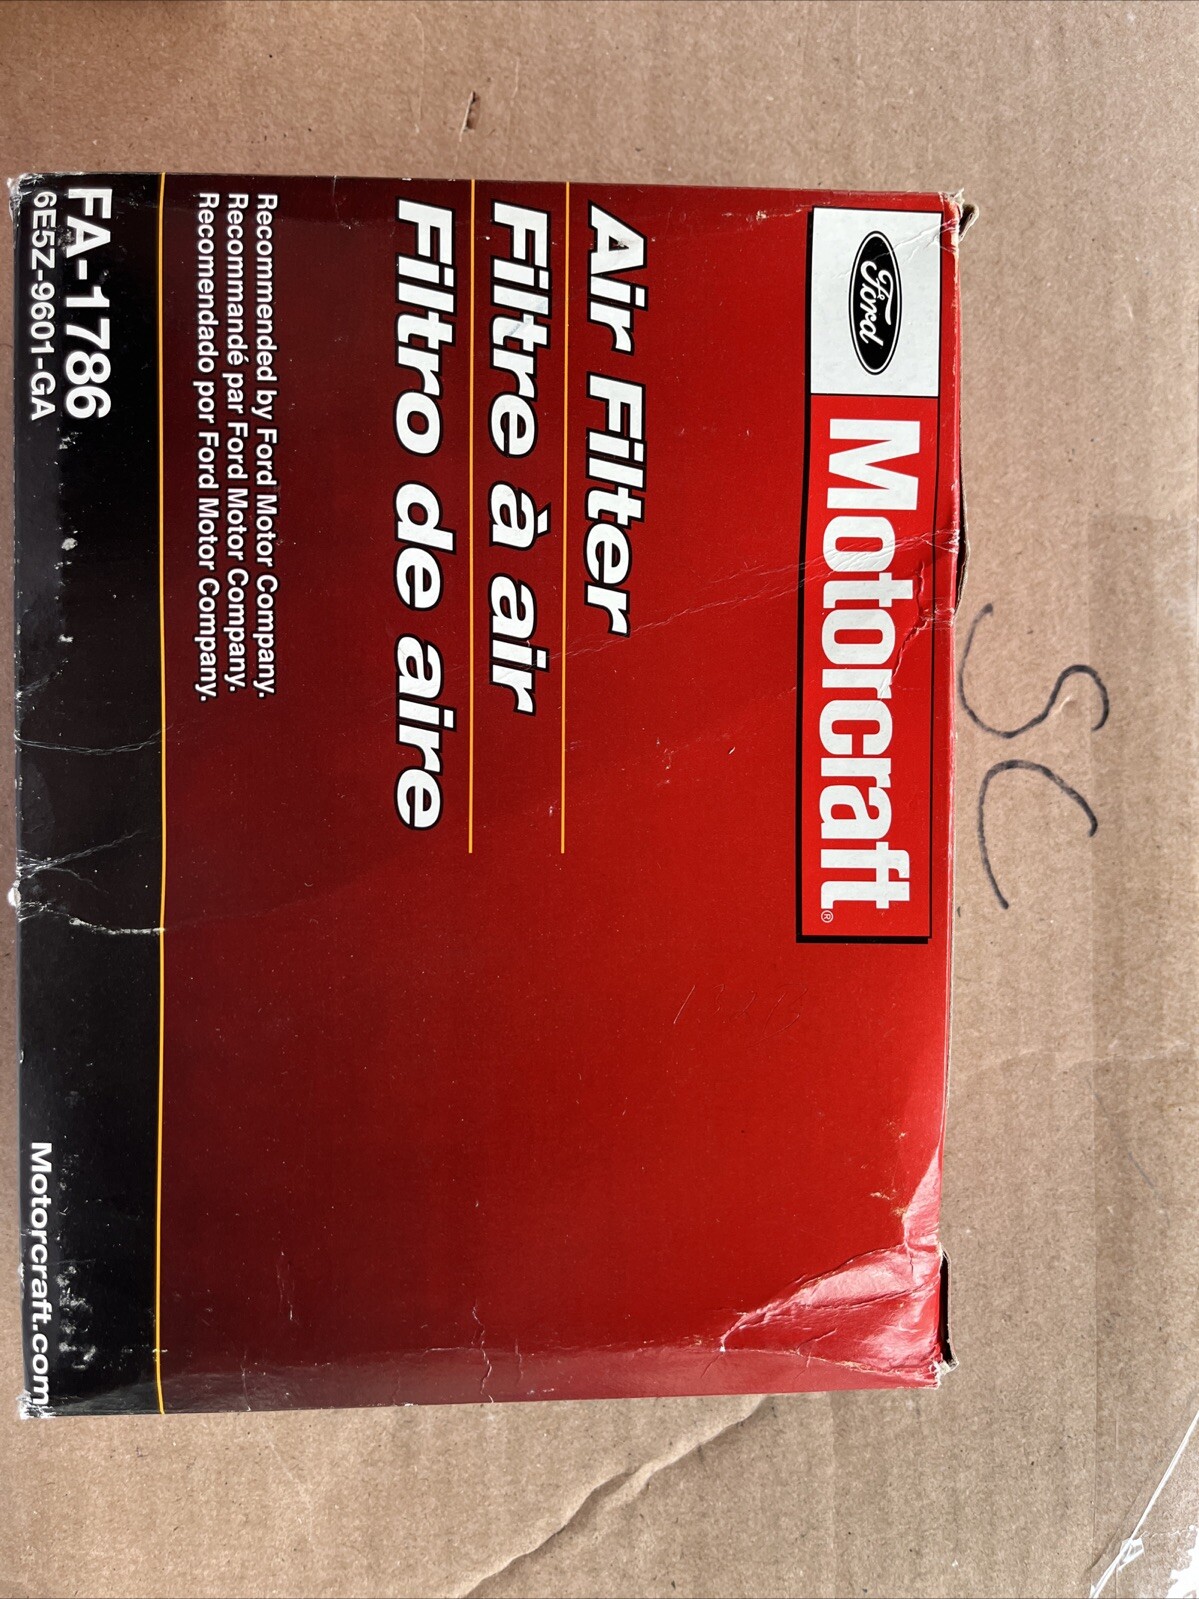 Ford
Motorcraft®
Air Filter
Filtre à air
Filtro de aire
Recommended by Ford Motor Company.
Recommandé par Ford Motor Company.
Recomendado por Ford Motor Company.
FA-1786
6E5Z-9601-GA
Motorcraft.com
SC